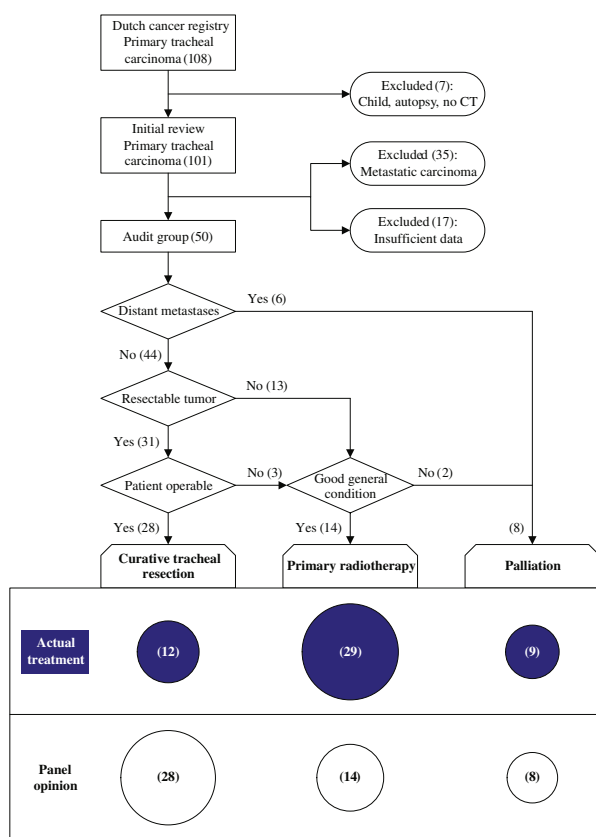 Dutch cancer registry
Primary tracheal
carcinoma (108)
Excluded (7):
Child, autopsy, no CT
Initial review
Primary tracheal
carcinoma (101)
Excluded (35):
Metastatic carcinoma
Excluded (17):
Insufficient data
Audit group (50)
Distant metastases
Yes (6)
No (44)
Resectable tumor
No (13)
Yes (31)
Patient operable
No (3)
Good general
condition
No (2)
Yes (28)
Yes (14)
(8)
Curative tracheal
resection
Primary radiotherapy
Palliation
Actual
treatment
(12)
(29)
(9)
Panel
opinion
(28)
(14)
(8)